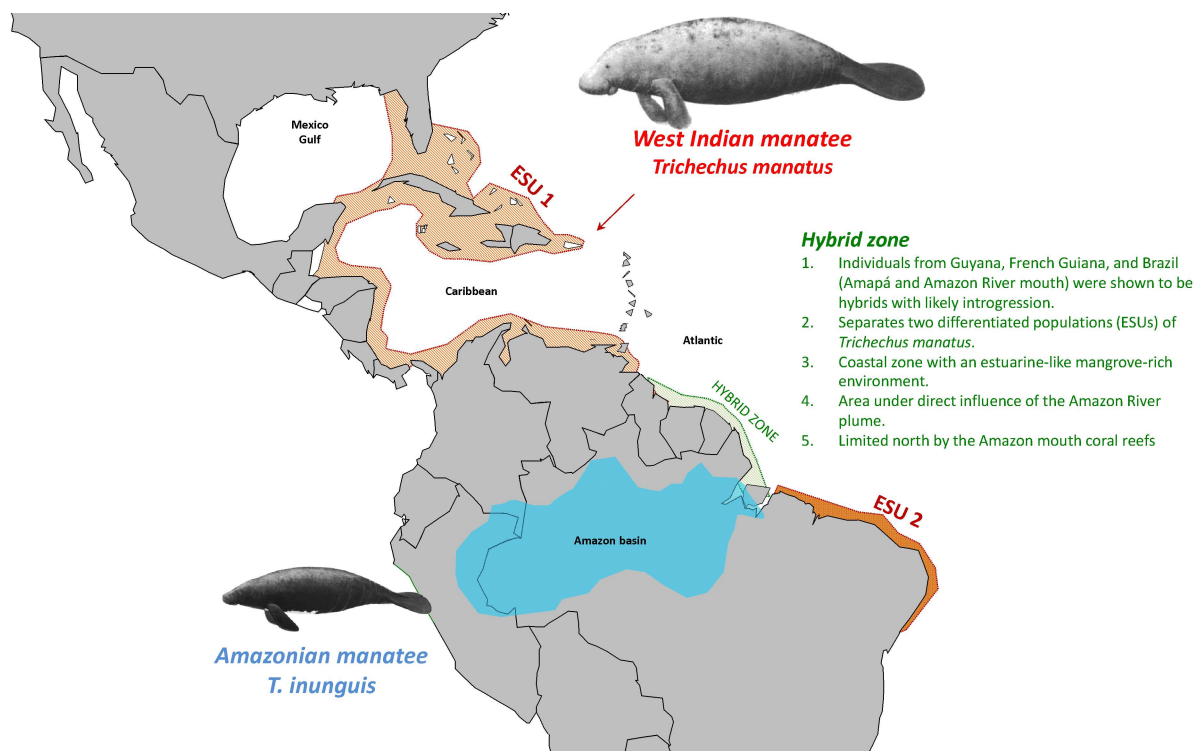 Mexico
Gulf
West Indian manatee
Trichechus manatus
ESU 1
Caribbean
Atlantic
HYBRID ZONE
Hybrid zone
1. Individuals from Guyana, French Guiana, and Brazil
(Amapá and Amazon River mouth) were shown to be
hybrids with likely introgression.
2. Separates two differentiated populations (ESUs) of
Trichechus manatus.
3. Coastal zone with an estuarine-like mangrove-rich
environment.
4. Area under direct influence of the Amazon River
plume.
5. Limited north by the Amazon mouth coral reefs
ESU 2
Amazon basin
Amazonian manatee
T. inunguis